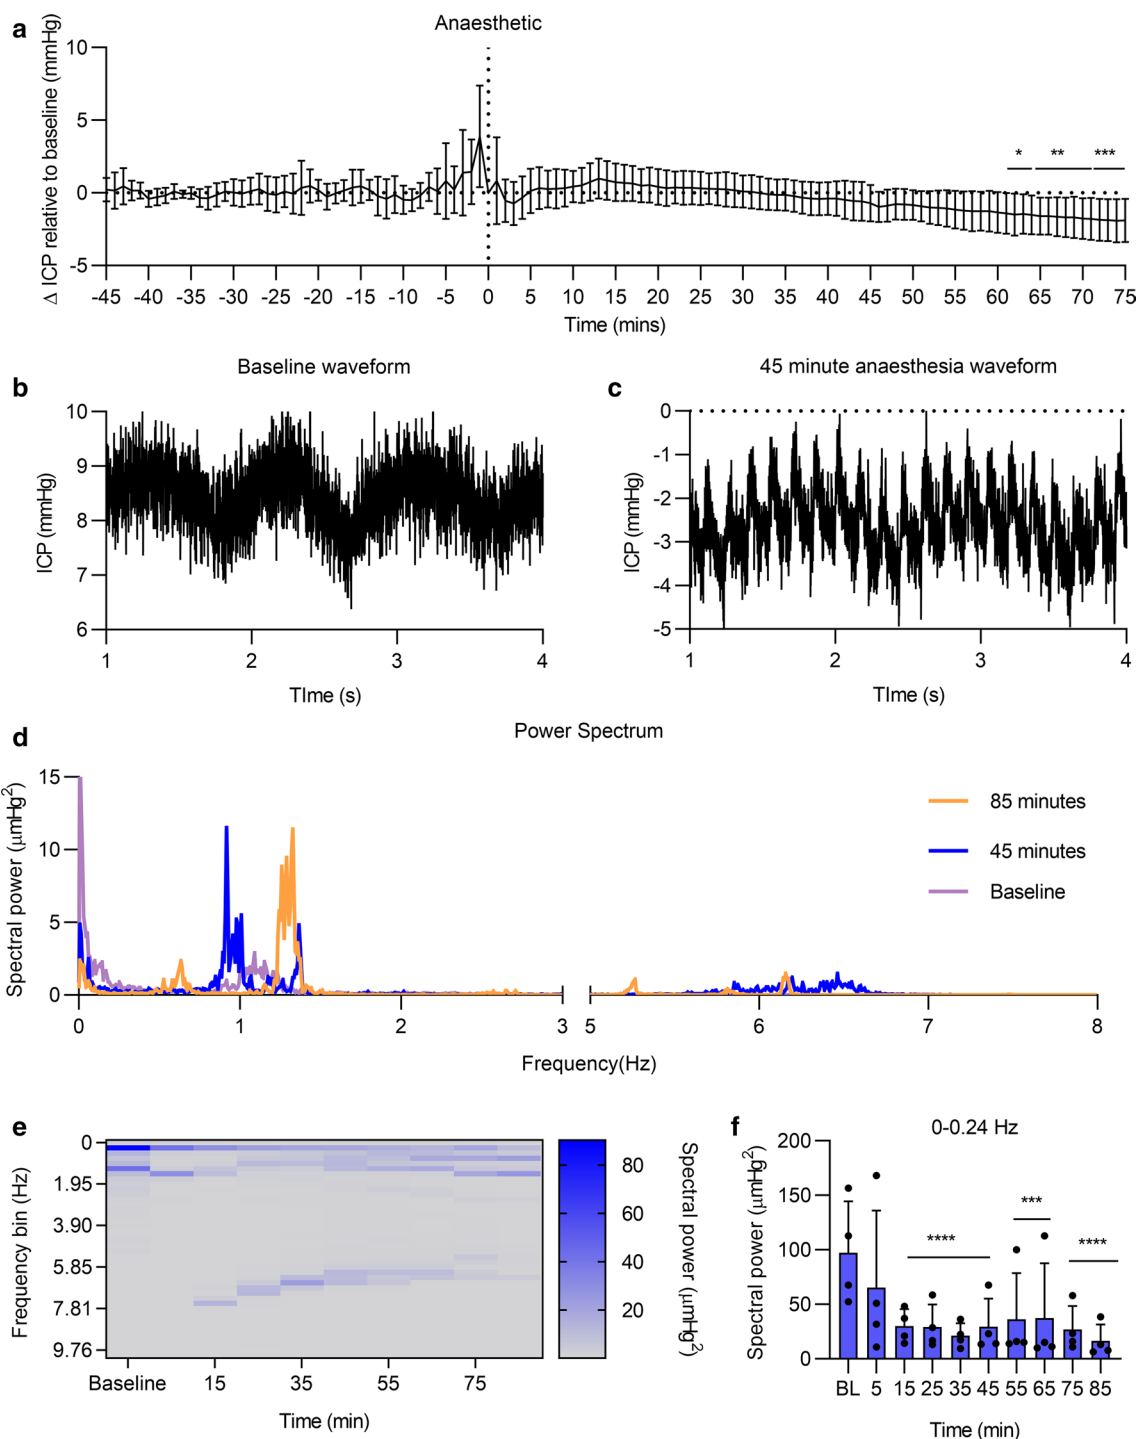 a
Anaesthetic
Δ ICP relative to baseline (mmHg)
10
5
0
-5
* ** ***
-45 -40 -35 -30 -25 -20 -15 -10 -5 0 5 10 15 20 25 30 35 40 45 50 55 60 65 70 75
Time (mins)
b
Baseline waveform
ICP (mmHg)
10
9
8
7
6
1 2 3 4
TIme (s)
c
45 minute anaesthesia waveform
ICP (mmHg)
0
-1
-2
-3
-4
-5
1 2 3 4
TIme (s)
d
Power Spectrum
Spectral power (μmHg²)
15
10
5
0
85 minutes
45 minutes
Baseline
0 1 2 3 5 6 7 8
Frequency(Hz)
e
Frequency bin (Hz)
0
1.95
3.90
5.85
7.81
9.76
Baseline 15 35 55 75
Time (min)
80
60
40
20
Spectral power (μmHg²)
f
0-0.24 Hz
Spectral power (μmHg²)
200
150
100
50
0
**** *** ****
BL 5 15 25 35 45 55 65 75 85
Time (min)